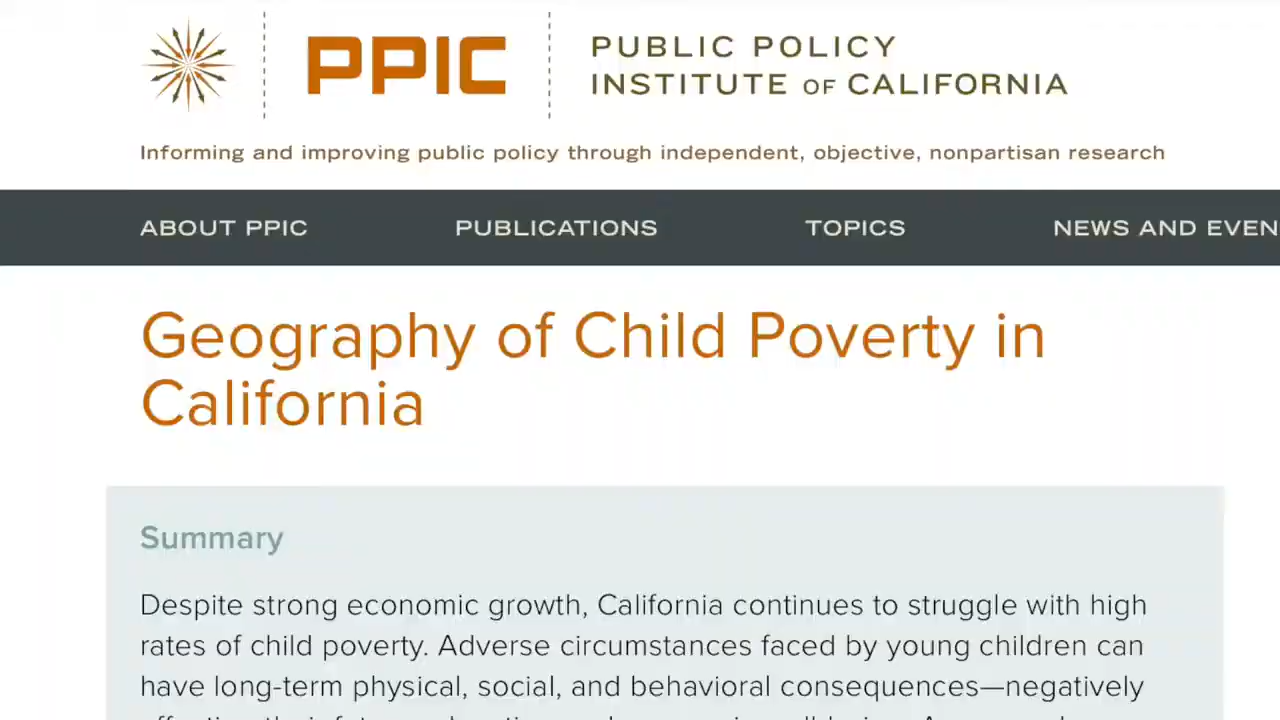 PPIC
PUBLIC POLICY
INSTITUTE OF CALIFORNIA
Informing and improving public policy through independent, objective, nonpartisan research
ABOUT PPIC PUBLICATIONS TOPICS NEWS AND EVEN
Geography of Child Poverty in
California
Summary
Despite strong economic growth, California continues to struggle with high
rates of child poverty. Adverse circumstances faced by young children can
have long-term physical, social, and behavioral consequences—negatively